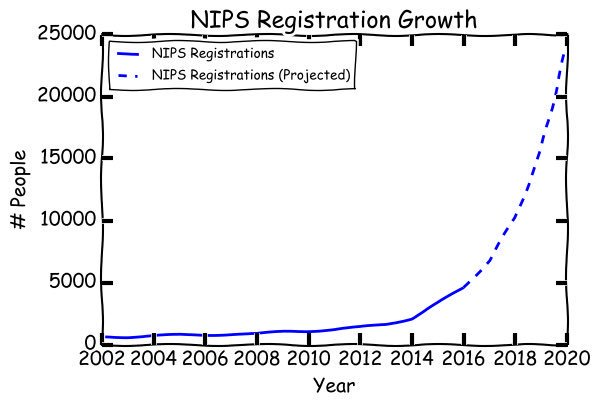 NIPS Registration Growth
25000
NIPS Registrations
NIPS Registrations (Projected)
20000
15000
# People
10000
5000
0
2002 2004 2006 2008 2010 2012 2014 2016 2018 2020
Year